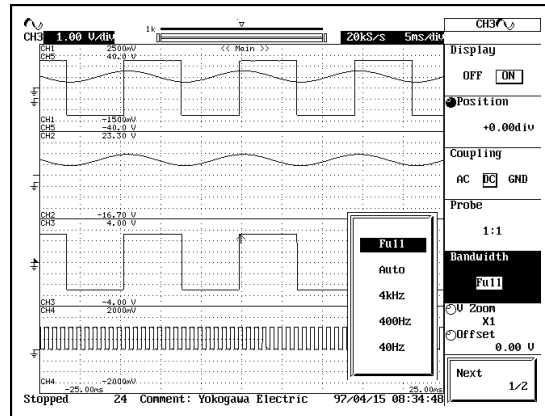 CH3 1.00 V/div
1k
20kS/s 5ms/div
<< Main >>
CH1 2500mV
CH5 40.0 V
CH1 -1500mV
CH5 -40.0 V
CH2 23.30 V
CH2 -16.70 V
CH3 4.00 V
CH3 -4.00 V
CH4 2000mV
CH4 -2000mV
-25.00ms
25.00ms
Stopped 24 Comment: Yokogawa Electric 97/04/15 08:34:48
Full
Auto
4kHz
400Hz
40Hz
CH3
Display
OFF ON
Position
+0.00div
Coupling
AC DC GND
Probe
1:1
Bandwidth
Full
V Zoom
X1
Offset
0.00 V
Next
1/2